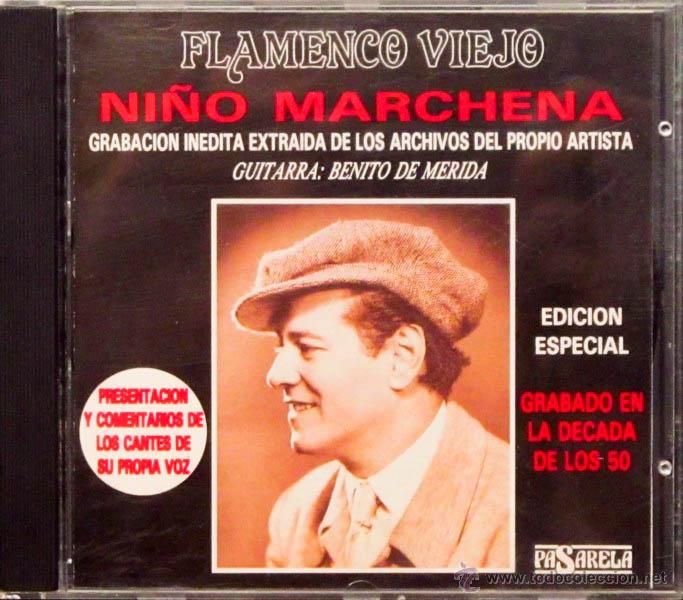 FLAMENCO VIEJO
NIÑO MARCHENA
GRABACION INEDITA EXTRAIDA DE LOS ARCHIVOS DEL PROPIO ARTISTA
GUITARRA: BENITO DE MERIDA
EDICION
ESPECIAL
PRESENTACION
Y COMENTARIOS DE
LOS CANTES DE
SU PROPIA VOZ
GRABADO EN
LA DECADA
DE LOS 50
PASARELA
www.todocoleccion.net